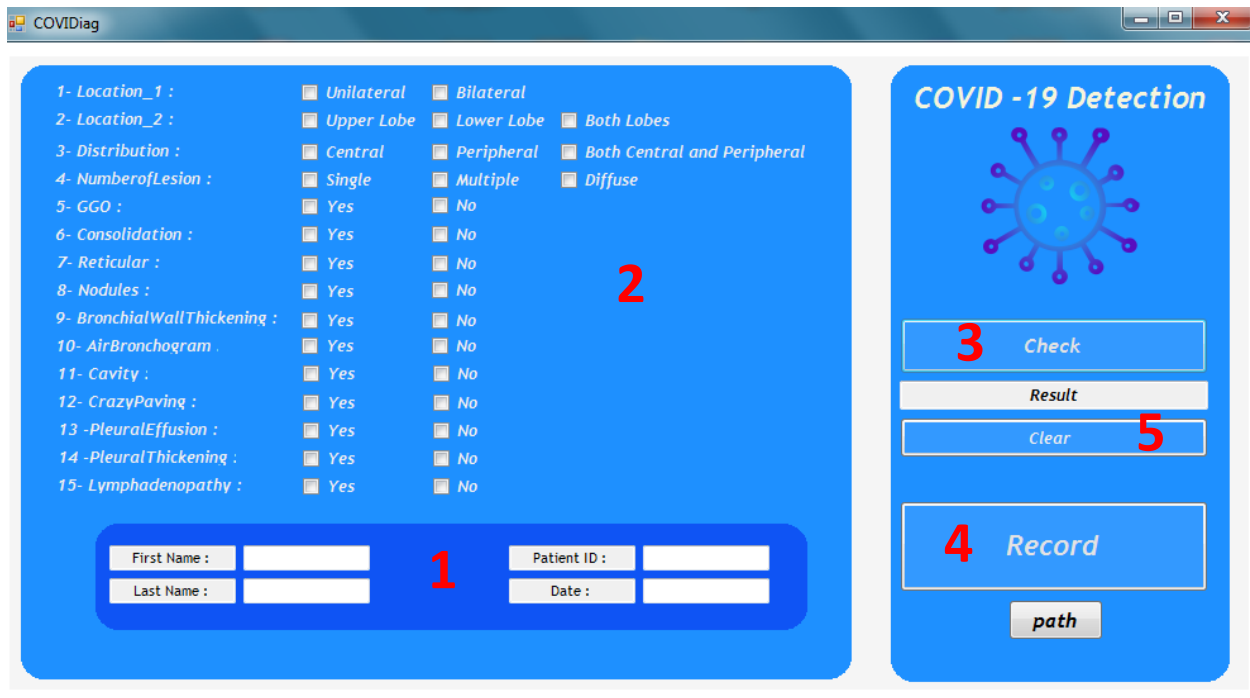 COVIDiag
1- Location_1 : Unilateral Bilateral
2- Location_2 : Upper Lobe Lower Lobe Both Lobes
3- Distribution : Central Peripheral Both Central and Peripheral
4- NumberofLesion : Single Multiple Diffuse
5- GGO : Yes No
6- Consolidation : Yes No
7- Reticular : Yes No
2
8- Nodules : Yes No
9- BronchialWallThickening : Yes No
10- AirBronchogram . Yes No
11- Cavity : Yes No
12- CrazyPaving : Yes No
13 -PleuralEffusion : Yes No
14 -PleuralThickening : Yes No
15- Lymphadenopathy : Yes No
1
First Name : Patient ID :
Last Name : Date :
COVID -19 Detection
3 Check
Result
Clear 5
4 Record
path